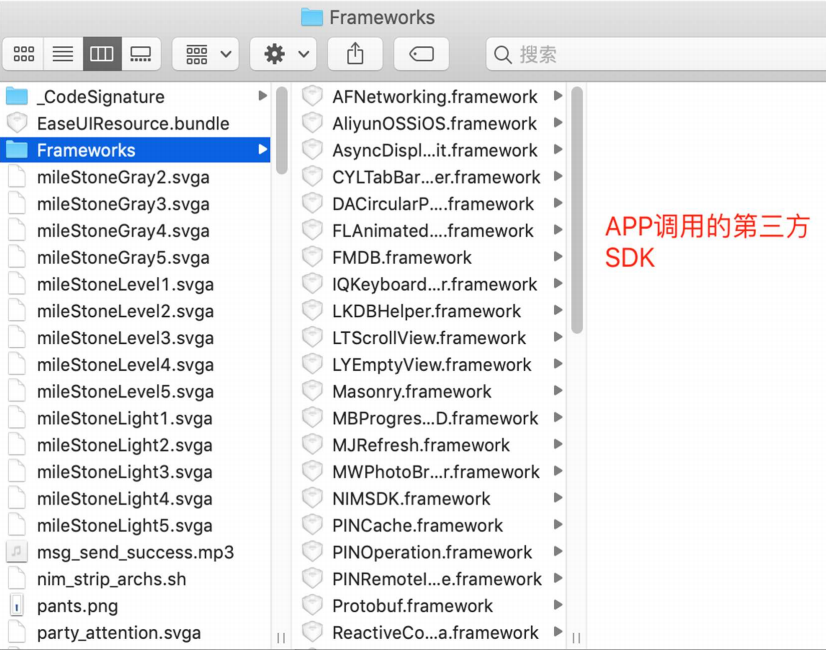 Frameworks
搜索
_CodeSignature
EaseUIResource.bundle
Frameworks
mileStoneGray2.svga
mileStoneGray3.svga
mileStoneGray4.svga
mileStoneGray5.svga
mileStoneLevel1.svga
mileStoneLevel2.svga
mileStoneLevel3.svga
mileStoneLevel4.svga
mileStoneLevel5.svga
mileStoneLight1.svga
mileStoneLight2.svga
mileStoneLight3.svga
mileStoneLight4.svga
mileStoneLight5.svga
msg_send_success.mp3
nim_strip_archs.sh
pants.png
party_attention.svga
AFNetworking.framework
AliyunOSSiOS.framework
AsyncDispl...it.framework
CYLTabBar...er.framework
DACircularP....framework
FLAnimated....framework
FMDB.framework
IQKeyboard...r.framework
LKDBHelper.framework
LTScrollView.framework
LYEmptyView.framework
Masonry.framework
MBProgres...D.framework
MJRefresh.framework
MWPhotoBr...r.framework
NIMSDK.framework
PINCache.framework
PINOperation.framework
PINRemoteI...e.framework
Protobuf.framework
ReactiveCo...a.framework
APP调用的第三方
SDK